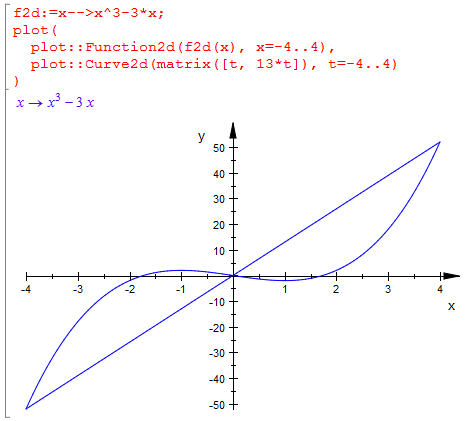 f2d:=x-->x^3-3*x;
plot(
plot::Function2d(f2d(x), x=-4..4),
plot::Curve2d(matrix([t, 13*t]), t=-4..4)
)
x → x³ − 3 x
y
50
40
30
20
10
-4 -3 -2 -1 0 1 2 3 4
x
-10
-20
-30
-40
-50